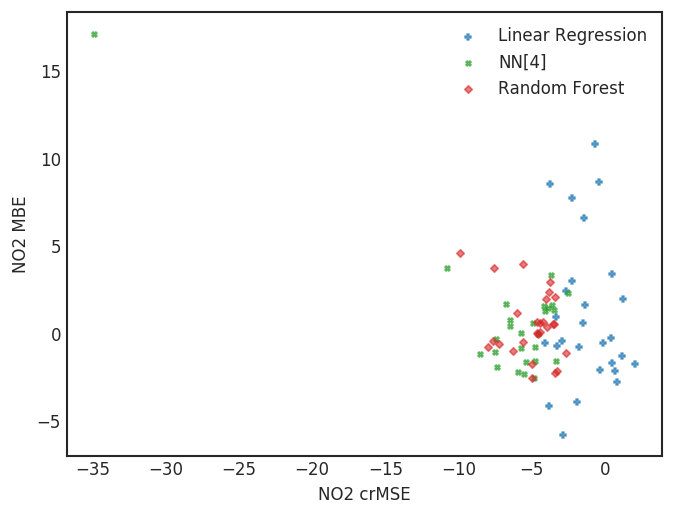 Linear Regression
NN[4]
Random Forest
NO2 MBE
15
10
5
0
−5
−35
−30
−25
−20
−15
−10
−5
0
NO2 crMSE